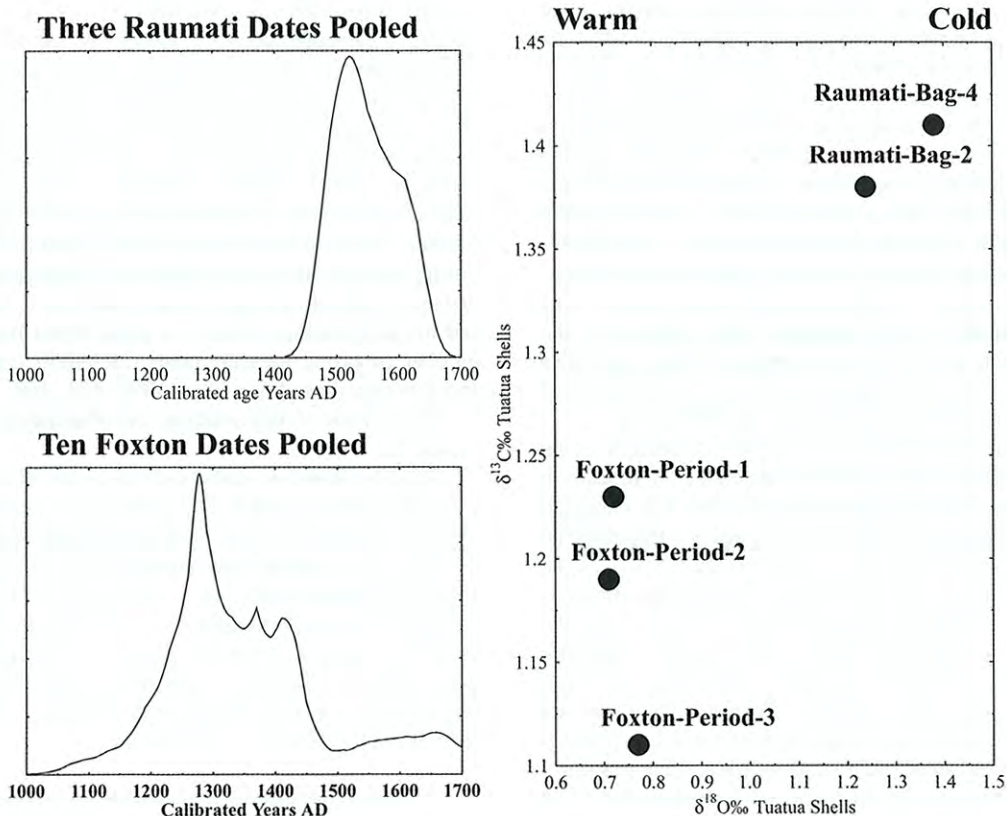 Three Raumati Dates Pooled
1000 1100 1200 1300 1400 1500 1600 1700
Calibrated age Years AD
Ten Foxton Dates Pooled
1000 1100 1200 1300 1400 1500 1600 1700
Calibrated Years AD
Warm Cold
1.45
1.4
1.35
1.3
1.25
1.2
1.15
1.1
δ13C‰ Tuatua Shells
Raumati-Bag-4
Raumati-Bag-2
Foxton-Period-1
Foxton-Period-2
Foxton-Period-3
0.6 0.7 0.8 0.9 1.0 1.1 1.2 1.3 1.4 1.5
δ18O‰ Tuatua Shells